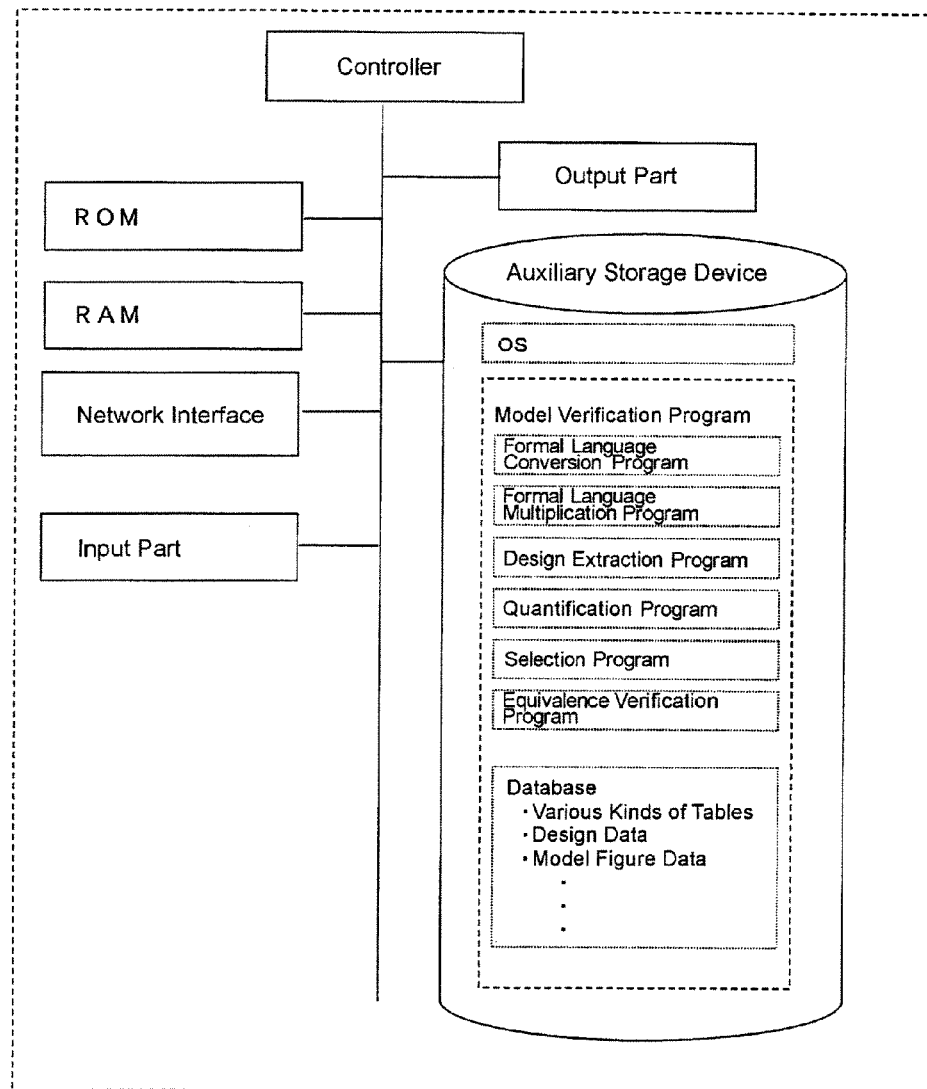 Controller
Output Part
R O M
R A M
Network Interface
Input Part
Auxiliary Storage Device
OS
Model Verification Program
Formal Language
Conversion Program
Formal Language
Multiplication Program
Design Extraction Program
Quantification Program
Selection Program
Equivalence Verification
Program
Database
・Various Kinds of Tables
・Design Data
・Model Figure Data
・
・
・